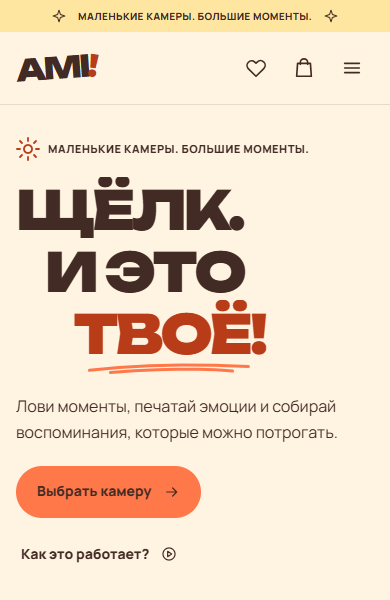 МАЛЕНЬКИЕ КАМЕРЫ. БОЛЬШИЕ МОМЕНТЫ.
AMI!
МАЛЕНЬКИЕ КАМЕРЫ. БОЛЬШИЕ МОМЕНТЫ.
ЩЁЛК.
И ЭТО
ТВОЁ!
Лови моменты, печатай эмоции и собирай
воспоминания, которые можно потрогать.
Выбрать камеру
Как это работает?